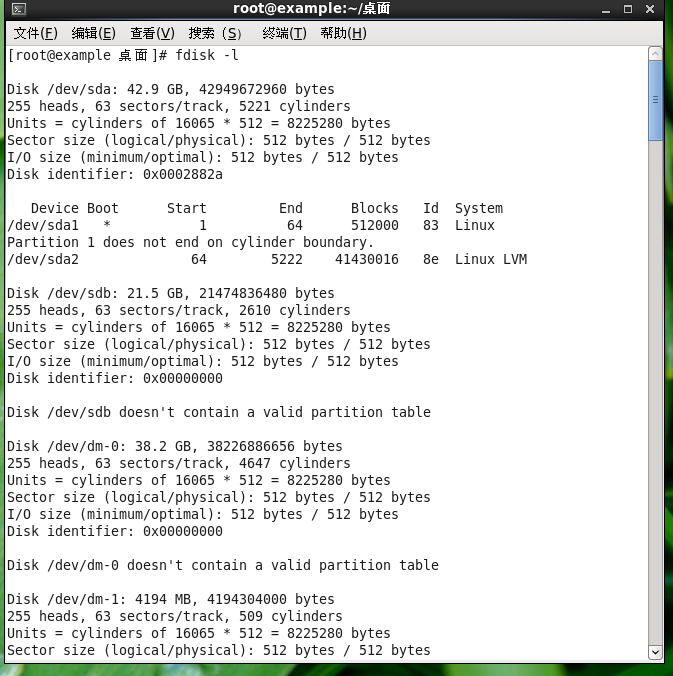 root@example:~/桌面
文件(F) 编辑(E) 查看(V) 搜索 (S) 终端(T) 帮助(H)
[root@example 桌面]# fdisk -l
Disk /dev/sda: 42.9 GB, 42949672960 bytes
255 heads, 63 sectors/track, 5221 cylinders
Units = cylinders of 16065 * 512 = 8225280 bytes
Sector size (logical/physical): 512 bytes / 512 bytes
I/O size (minimum/optimal): 512 bytes / 512 bytes
Disk identifier: 0x0002882a
Device Boot Start End Blocks Id System
/dev/sda1 * 1 64 512000 83 Linux
Partition 1 does not end on cylinder boundary.
/dev/sda2 64 5222 41430016 8e Linux LVM
Disk /dev/sdb: 21.5 GB, 21474836480 bytes
255 heads, 63 sectors/track, 2610 cylinders
Units = cylinders of 16065 * 512 = 8225280 bytes
Sector size (logical/physical): 512 bytes / 512 bytes
I/O size (minimum/optimal): 512 bytes / 512 bytes
Disk identifier: 0x00000000
Disk /dev/sdb doesn't contain a valid partition table
Disk /dev/dm-0: 38.2 GB, 38226886656 bytes
255 heads, 63 sectors/track, 4647 cylinders
Units = cylinders of 16065 * 512 = 8225280 bytes
Sector size (logical/physical): 512 bytes / 512 bytes
I/O size (minimum/optimal): 512 bytes / 512 bytes
Disk identifier: 0x00000000
Disk /dev/dm-0 doesn't contain a valid partition table
Disk /dev/dm-1: 4194 MB, 4194304000 bytes
255 heads, 63 sectors/track, 509 cylinders
Units = cylinders of 16065 * 512 = 8225280 bytes
Sector size (logical/physical): 512 bytes / 512 bytes